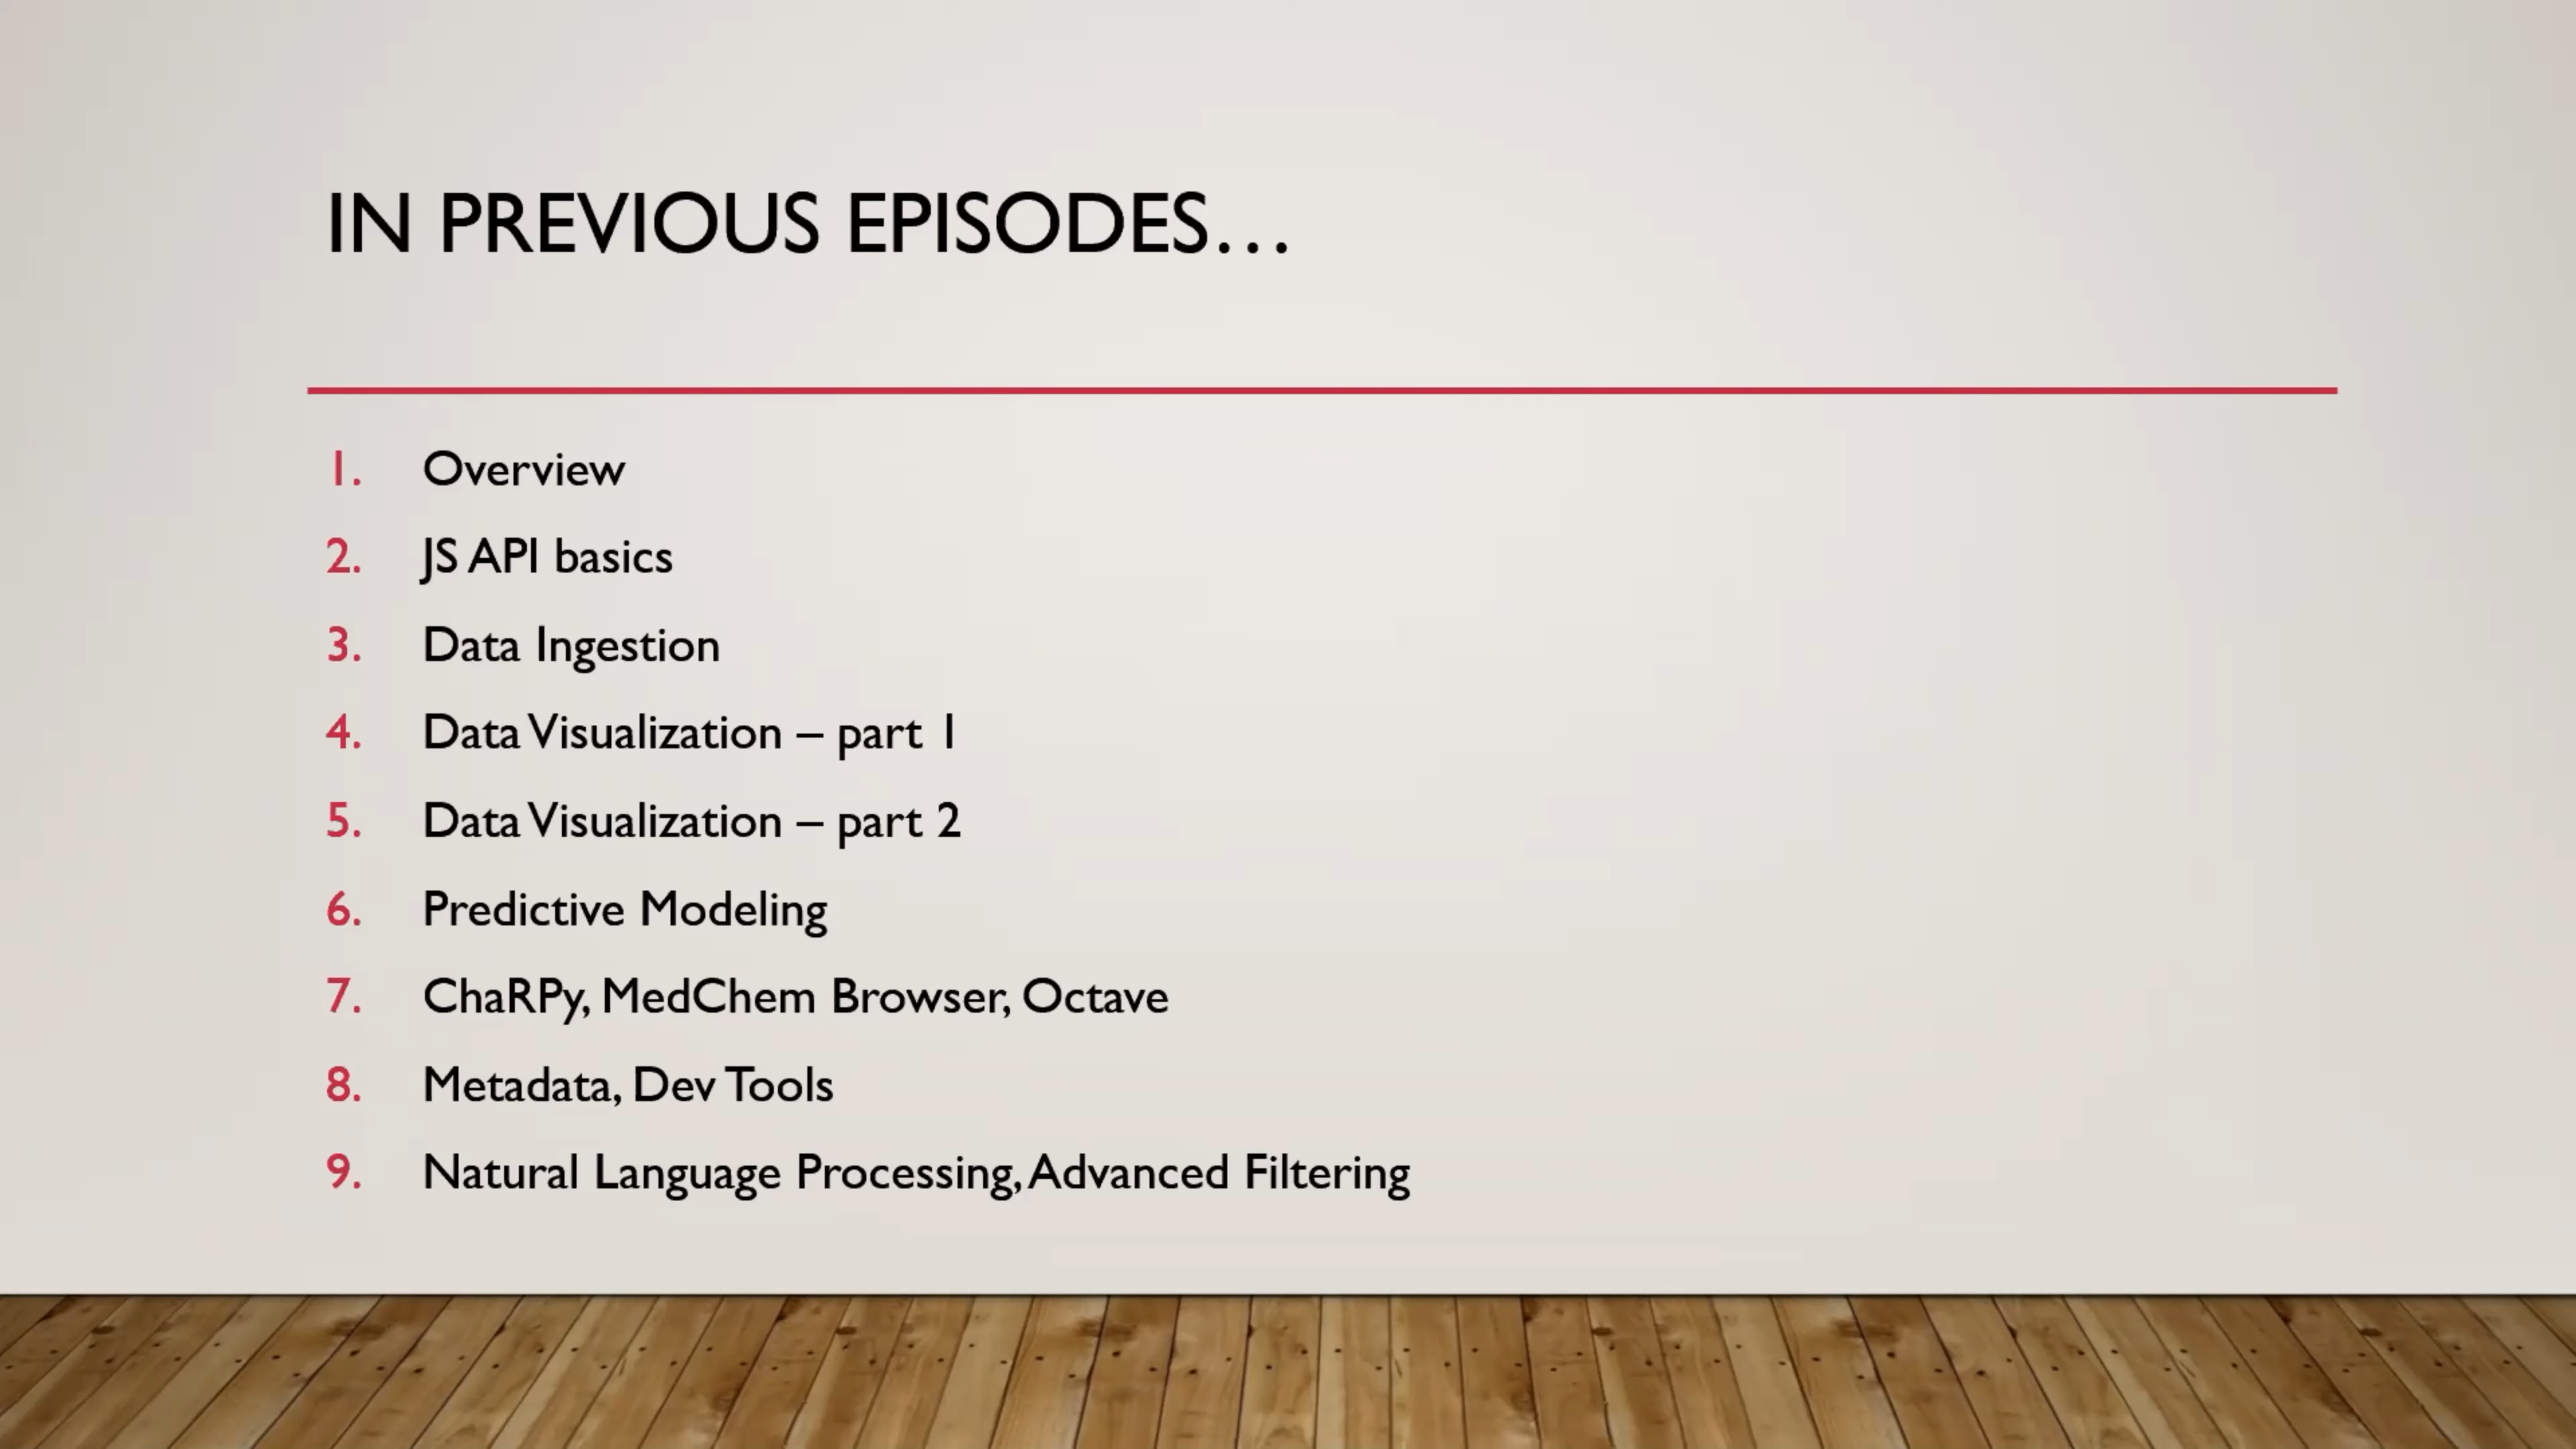 IN PREVIOUS EPISODES...
1. Overview
2. JS API basics
3. Data Ingestion
4. Data Visualization – part 1
5. Data Visualization – part 2
6. Predictive Modeling
7. ChaRPy, MedChem Browser, Octave
8. Metadata, Dev Tools
9. Natural Language Processing, Advanced Filtering